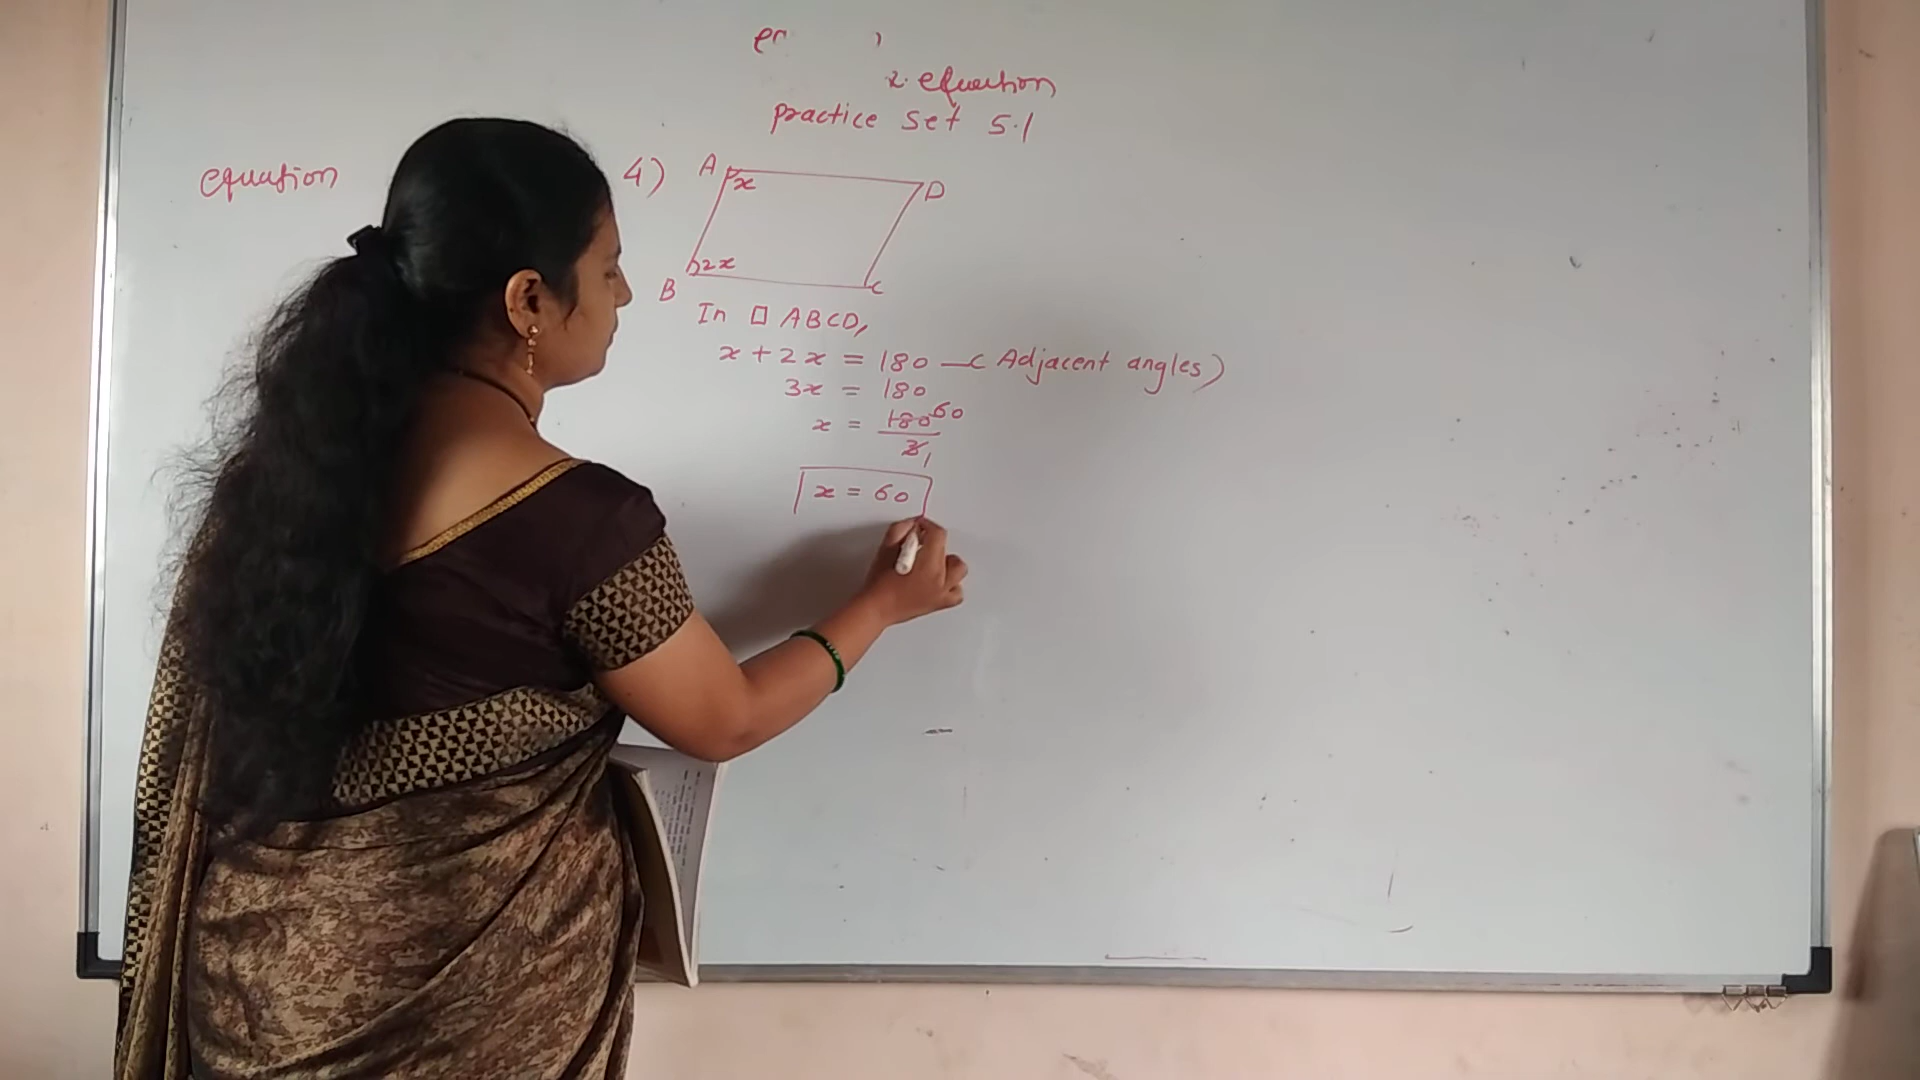 equation
practice set 5.1
equation
4)
A
x
D
2x
B
C
In □ ABCD,
x + 2x = 180 —( Adjacent angles)
3x = 180
x = 180 60
3 1
x = 60